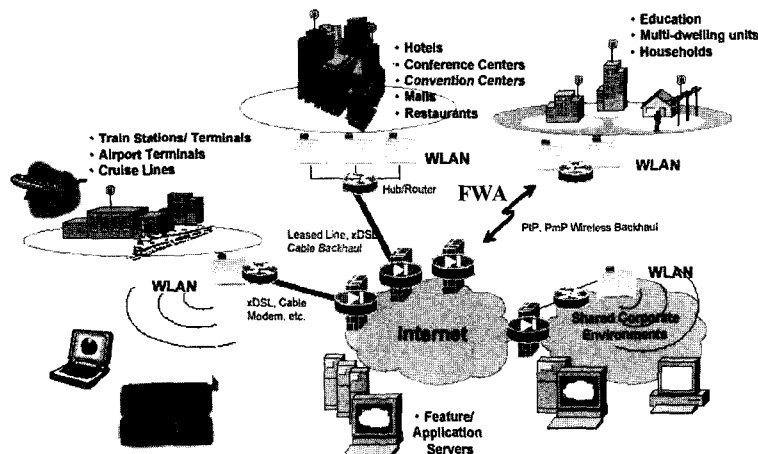 • Education
• Multi-dwelling units
• Households
• Hotels
• Conference Centers
• Convention Centers
• Malls
• Restaurants
• Train Stations/ Terminals
• Airport Terminals
• Cruise Lines
WLAN
Hub/Router
FWA
WLAN
Leased Line, xDSL
Cable Backhaul
PtP, PmP Wireless Backhaul
WLAN
xDSL, Cable
Modem, etc.
Internet
WLAN
Shared Corporate
Environments
• Feature/
Application
Servers